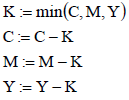 K := min(C, M, Y)
C := C − K
M := M − K
Y := Y − K